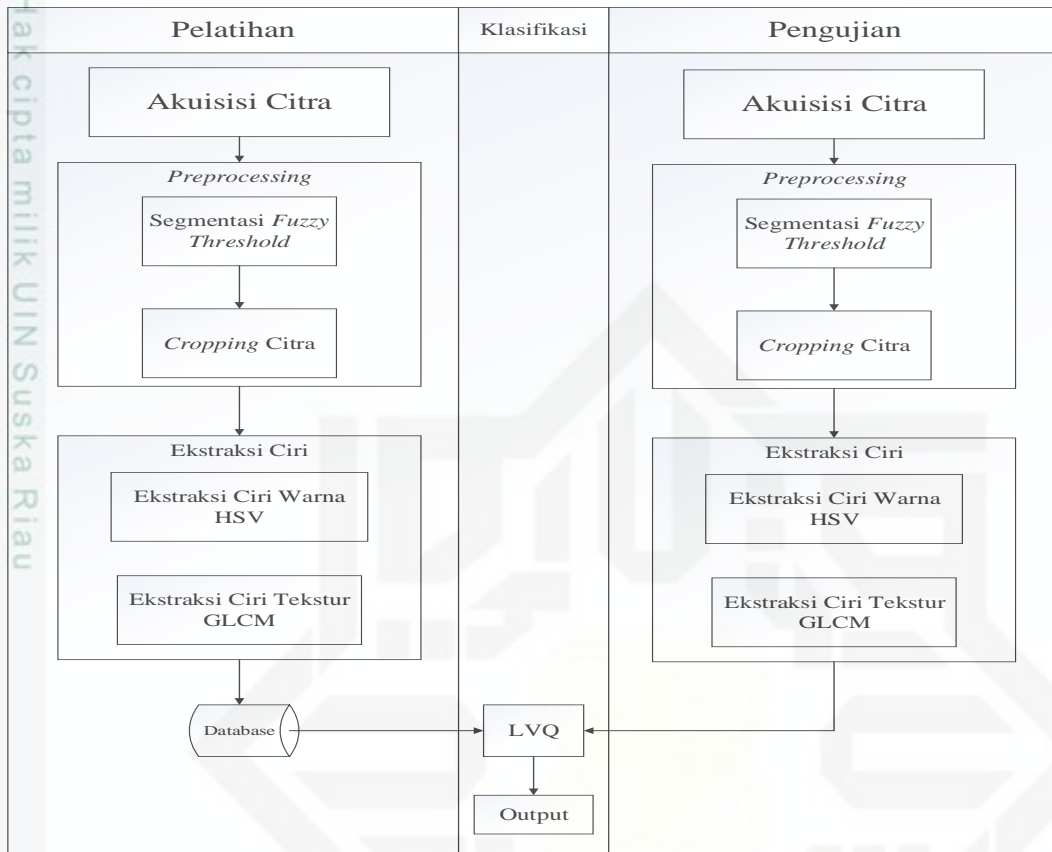 Hak cipta milik UIN Suska Riau
Pelatihan
Klasifikasi
Pengujian
Akuisisi Citra
Preprocessing
Segmentasi Fuzzy
Threshold
Cropping Citra
Ekstraksi Ciri
Ekstraksi Ciri Warna
HSV
Ekstraksi Ciri Tekstur
GLCM
Database
LVQ
Output
Akuisisi Citra
Preprocessing
Segmentasi Fuzzy
Threshold
Cropping Citra
Ekstraksi Ciri
Ekstraksi Ciri Warna
HSV
Ekstraksi Ciri Tekstur
GLCM